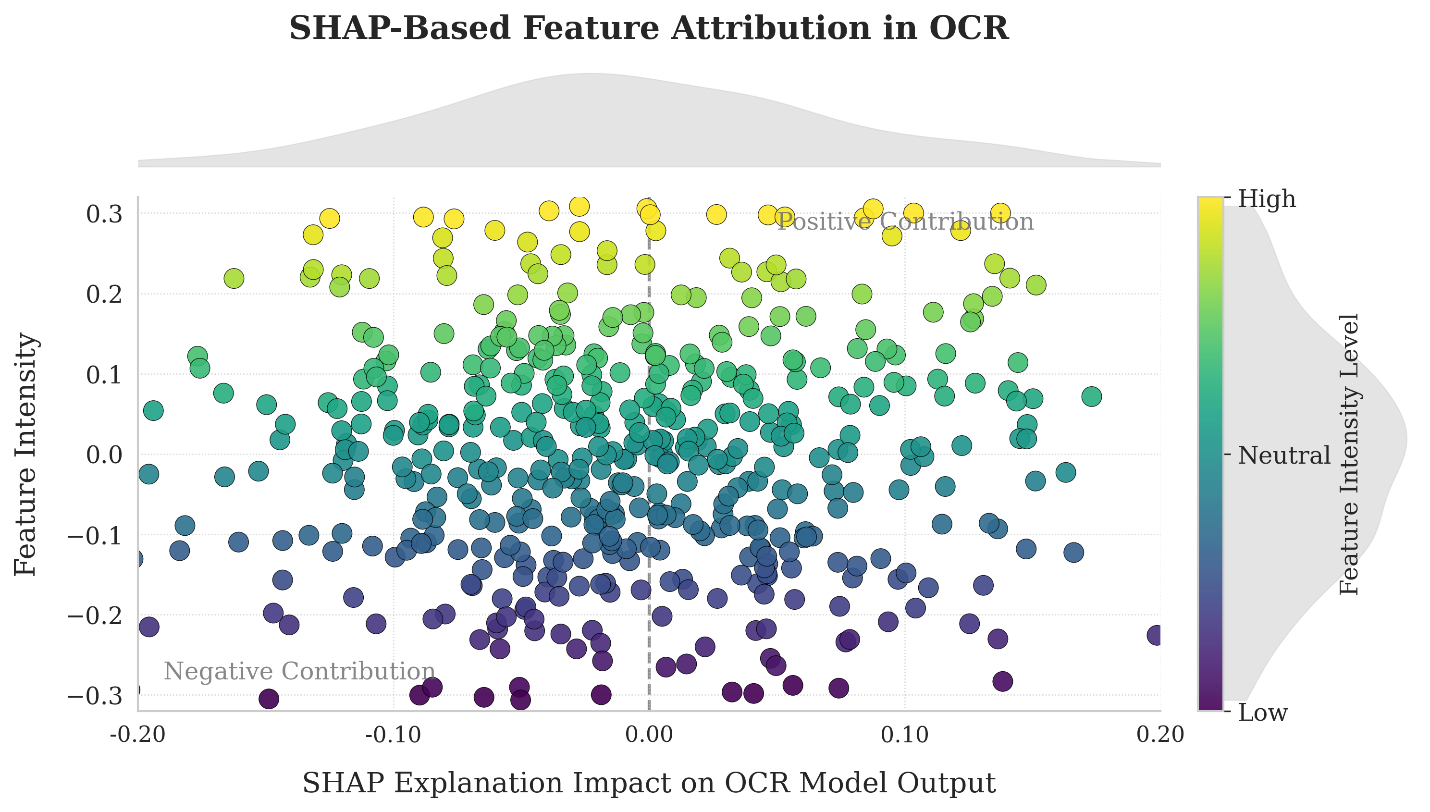 SHAP-Based Feature Attribution in OCR
Feature Intensity
0.3
0.2
0.1
0.0
−0.1
−0.2
−0.3
Positive Contribution
Negative Contribution
-0.20
-0.10
0.00
0.10
0.20
SHAP Explanation Impact on OCR Model Output
High
Neutral
Low
Feature Intensity Level